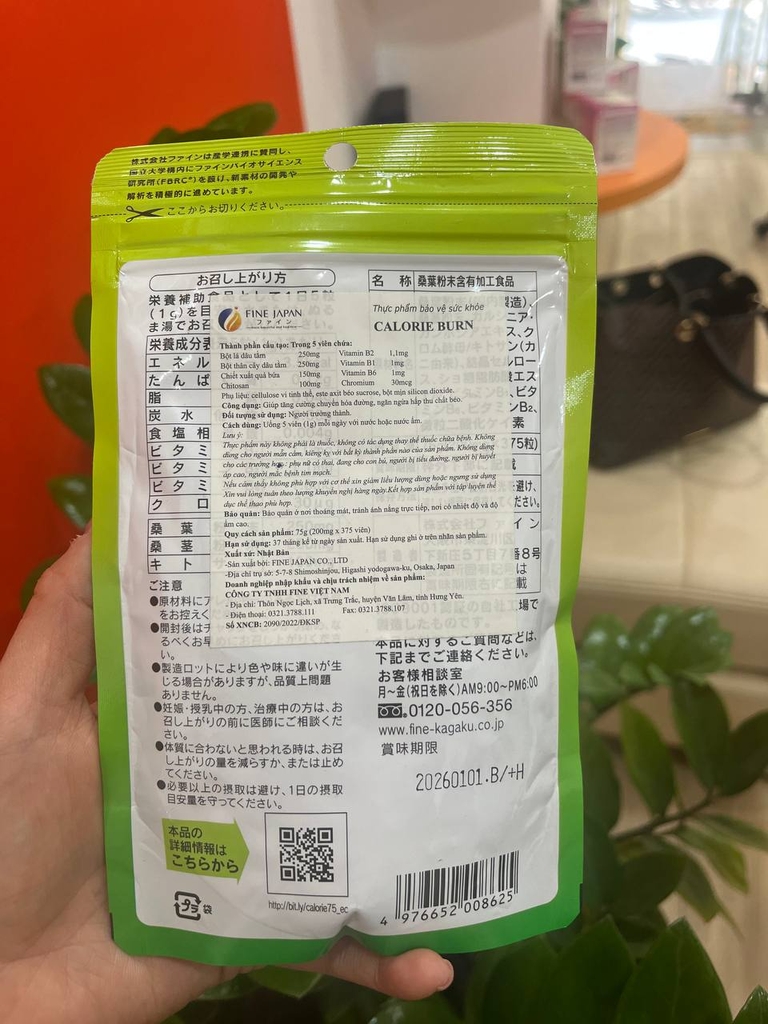 株式会社ファインは産学連携に賛同し、
国立大学構内にファインバイオサイエンス
研究所(FBRC®)を設け、新素材の開発や
解析を積極的に進めています。
ここからお切りください。
お召し上がり方
栄養補助食品として1日5粒
(1g)を目
ま湯でお召
名 称 桑葉粉末含有加工食品
栄養成分表
エ ネ ル
た ん ぱ
脂
炭 水
食 塩 相
ビ タ ミ
ビ タ ミ
ビ タ ミ
ク ロ
桑 葉
桑 茎
キ ト
FINE JAPAN
ファイン
Thực phẩm bảo vệ sức khỏe
CALORIE BURN
Thành phần cấu tạo: Trong 5 viên chứa:
Bột lá dâu tằm 250mg Vitamin B2 1,1mg
Bột thân cây dâu tằm 250mg Vitamin B1 1mg
Chiết xuất quả bứa 150mg Vitamin B6 1mg
Chitosan 100mg Chromium 30mcg
Phụ liệu: cellulose vi tinh thể, este axit béo sucrose, bột mịn silicon dioxide.
Công dụng: Giúp tăng cường chuyển hóa đường, ngăn ngừa hấp thu chất béo.
Đối tượng sử dụng: Người trưởng thành.
Cách dùng: Uống 5 viên (1g) mỗi ngày với nước hoặc nước ấm.
Lưu ý:
Thực phẩm này không phải là thuốc, không có tác dụng thay thế thuốc chữa bệnh. Không
dùng cho người mẫn cảm, kiêng kỵ với bất kỳ thành phần nào của sản phẩm. Không dùng
cho các trường hợp: phụ nữ có thai, đang cho con bú, người bị tiểu đường, người bị huyết
áp cao, người mắc bệnh tim mạch.
Nếu cảm thấy không phù hợp với cơ thể xin giảm liều lượng dùng hoặc ngưng sử dụng
Xin vui lòng tuân theo lượng khuyến nghị hàng ngày.Kết hợp sản phẩm với tập luyện thể
dục thể thao phù hợp.
Bảo quản: Bảo quản ở nơi thoáng mát, tránh ánh nắng trực tiếp, nơi có nhiệt độ và độ
ẩm cao.
Quy cách sản phẩm: 75g (200mg x 375 viên)
Hạn sử dụng: 37 tháng kể từ ngày sản xuất. Hạn sử dụng ghi ở trên nhãn sản phẩm.
Xuất xứ: Nhật Bản
-Sản xuất bởi: FINE JAPAN CO., LTD
-Địa chỉ trụ sở: 5-7-8 Shimoshinjou, Higashi yodogawa-ku, Osaka, Japan
Doanh nghiệp nhập khẩu và chịu trách nhiệm về sản phẩm:
CÔNG TY TNHH FINE VIỆT NAM
- Địa chỉ: Thôn Ngọc Lịch, xã Trưng Trắc, huyện Văn Lâm, tỉnh Hưng Yên.
- Điện thoại: 0321.3788.111 Fax: 0321.3788.107
Số XNCB: 2090/2022/ĐKSP
ご注意
●原材料にア
をお控えく
●開封後はチ
るべくお早
い。
●製造ロットにより色や味に違いが生
じる場合がありますが、品質上問題
ありません。
●妊娠・授乳中の方、治療中の方は、お
召し上がりの前に医師にご相談くだ
さい。
●体質に合わないと思われる時は、お召
し上がりの量を減らすか、または止め
てください。
●必要以上の摂取は避け、1日の摂取
目安量を守ってください。
本品に対するご質問などは、
下記までご連絡ください。
お客様相談室
月~金(祝日を除く)AM9:00~PM6:00
0120-056-356
www.fine-kagaku.co.jp
賞味期限
20260101.B/+H
本品の
詳細情報は
こちらから
http://bit.ly/calorie75_ec
プラ 袋
4 976652 008625